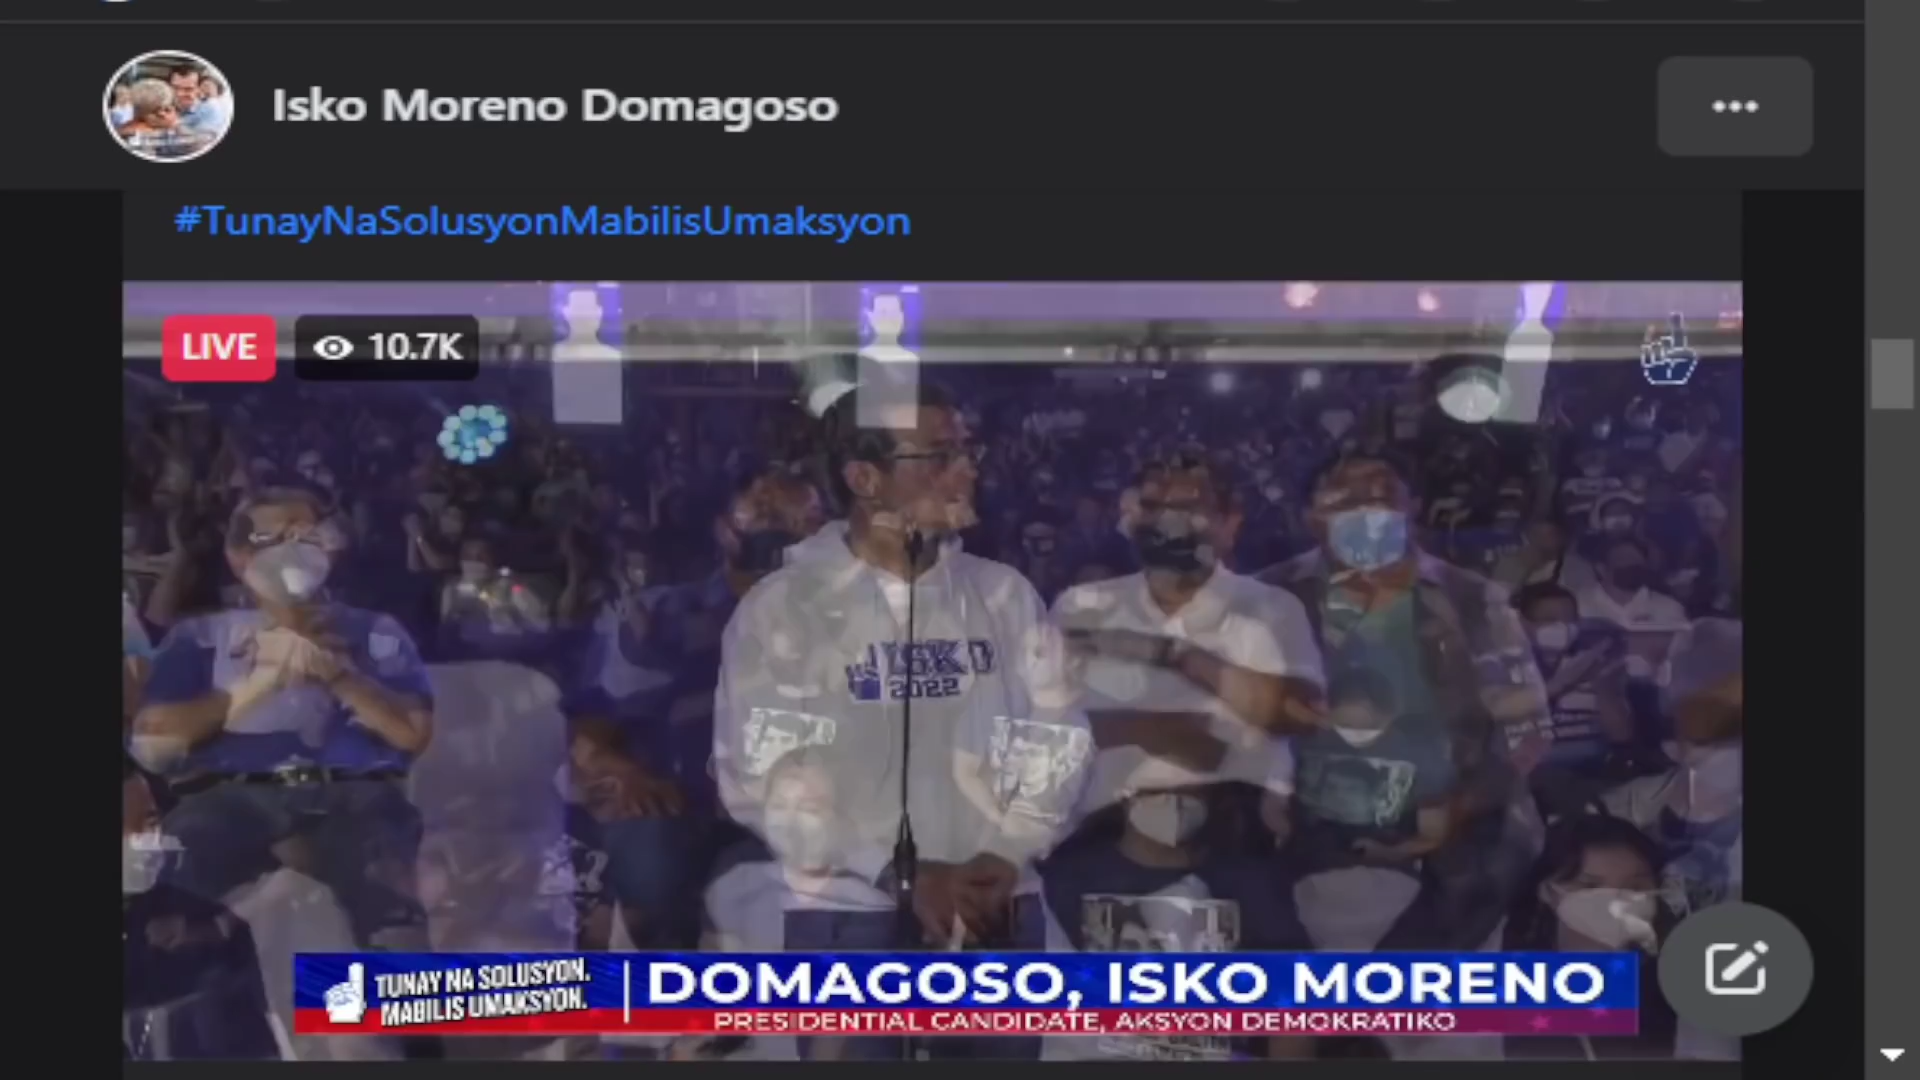 Isko Moreno Domagoso
#TunayNaSolusyonMabilisUmaksyon
LIVE
10.7K
ISKO
2022
TUNAY NA SOLUSYON.
MABILIS UMAKSYON.
DOMAGOSO, ISKO MORENO
PRESIDENTIAL CANDIDATE, AKSYON DEMOKRATIKO